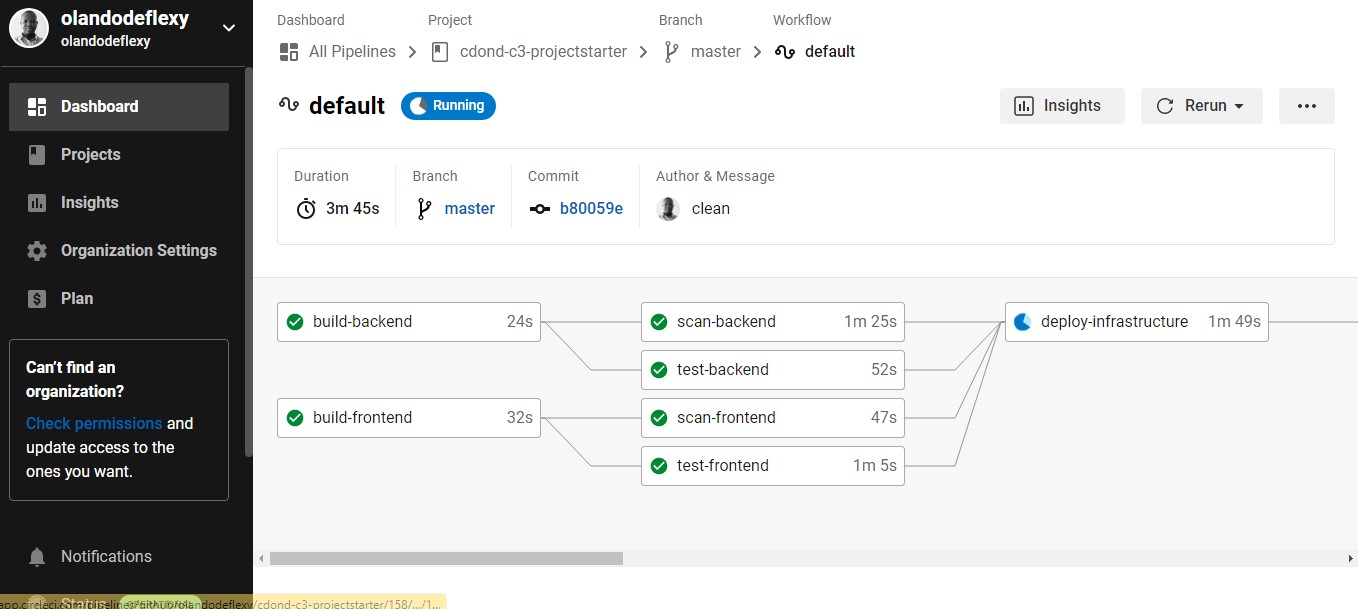 olandodeflexy
olandodeflexy
Dashboard
Projects
Insights
Organization Settings
Plan
Can't find an
organization?
Check permissions and
update access to the
ones you want.
Notifications
Status
OPERATIONAL
app.circleci.com/pipelines/github/olandodeflexy/cdond-c3-projectstarter/158/.../1...
Dashboard Project Branch Workflow
All Pipelines cdond-c3-projectstarter master default
default Running
Insights Rerun
Duration Branch Commit Author & Message
3m 45s master b80059e clean
build-backend 24s scan-backend 1m 25s deploy-infrastructure 1m 49s
test-backend 52s
build-frontend 32s scan-frontend 47s
test-frontend 1m 5s